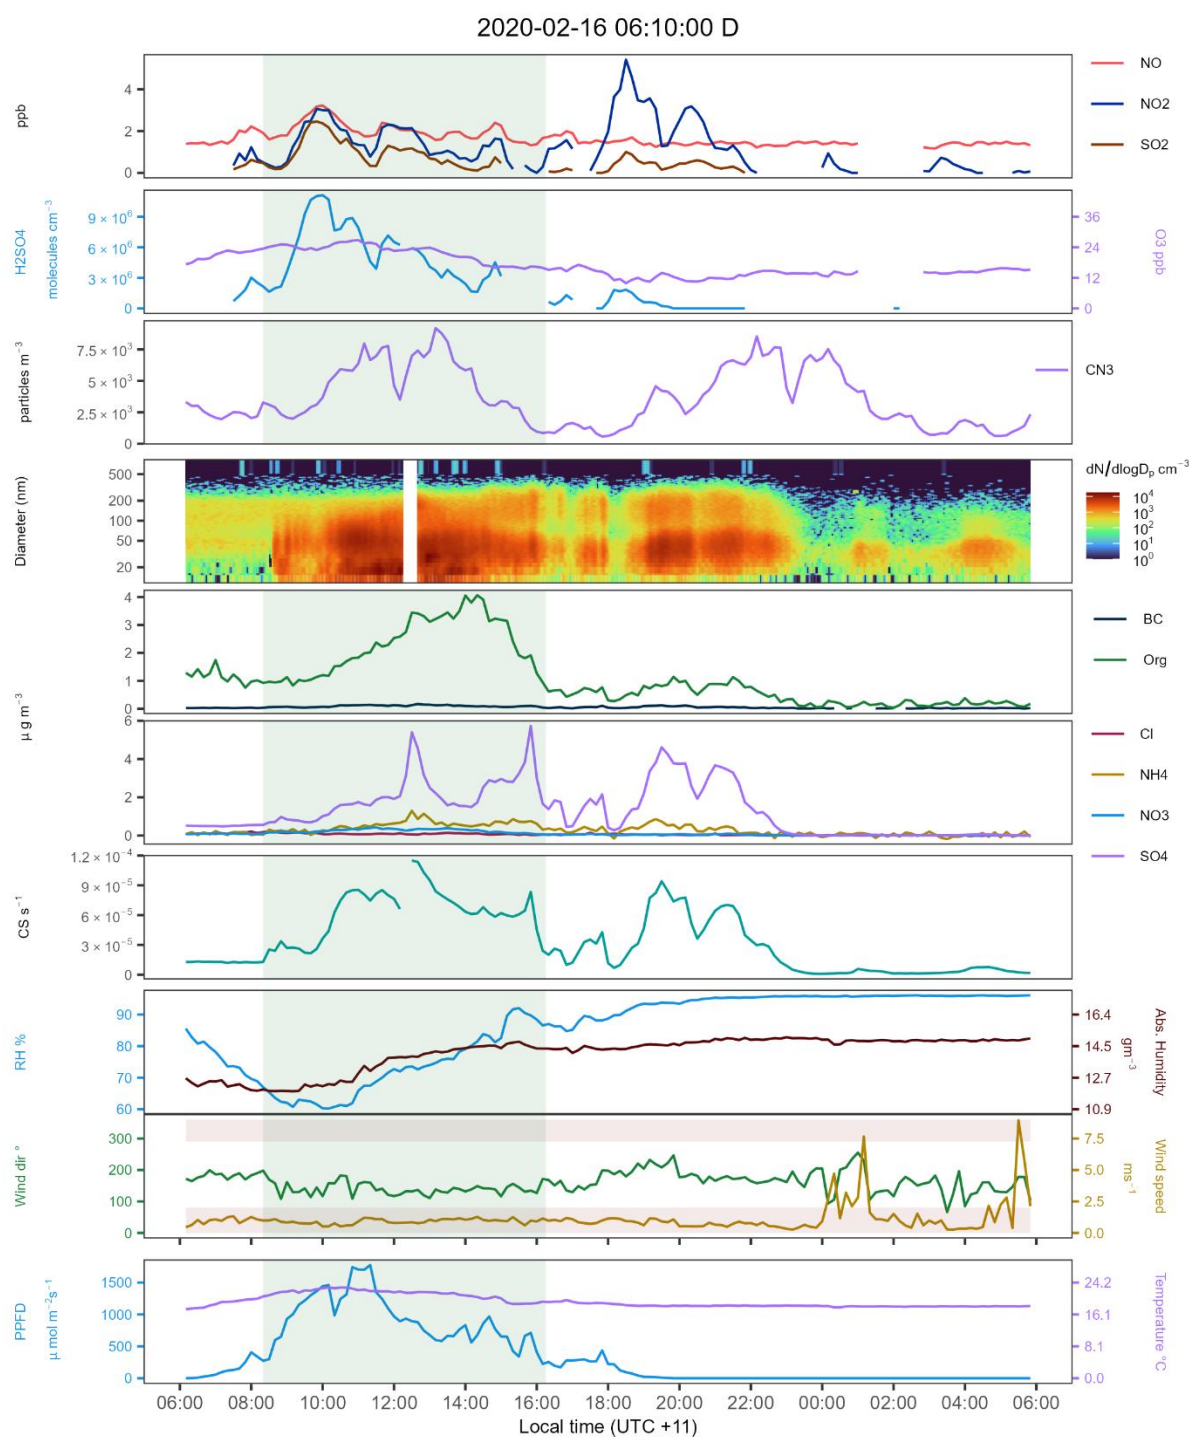 2020-02-16 06:10:00 D
ppb
4
2
0
NO
NO2
SO2
H2SO4
molecules cm⁻³
9 × 10⁶
6 × 10⁶
3 × 10⁶
0
36
24
12
0
O3 ppb
particles m⁻³
7.5 × 10³
5 × 10³
2.5 × 10³
0
CN3
Diameter (nm)
500
200
100
50
20
dN/dlogDₚ cm⁻³
10⁴
10³
10²
10¹
10⁰
μ g m⁻³
4
3
2
1
0
BC
Org
6
4
2
0
Cl
NH4
NO3
SO4
CS s⁻¹
1.2 × 10⁻⁴
9 × 10⁻⁵
6 × 10⁻⁵
3 × 10⁻⁵
0
RH %
90
80
70
60
16.4
14.5
12.7
10.9
Abs. Humidity
gm⁻³
Wind dir °
300
200
100
0
7.5
5.0
2.5
0.0
Wind speed
ms⁻¹
PPFD
μ mol m⁻²s⁻¹
1500
1000
500
0
24.2
16.1
8.1
0.0
Temperature °C
06:00 08:00 10:00 12:00 14:00 16:00 18:00 20:00 22:00 00:00 02:00 04:00 06:00
Local time (UTC +11)